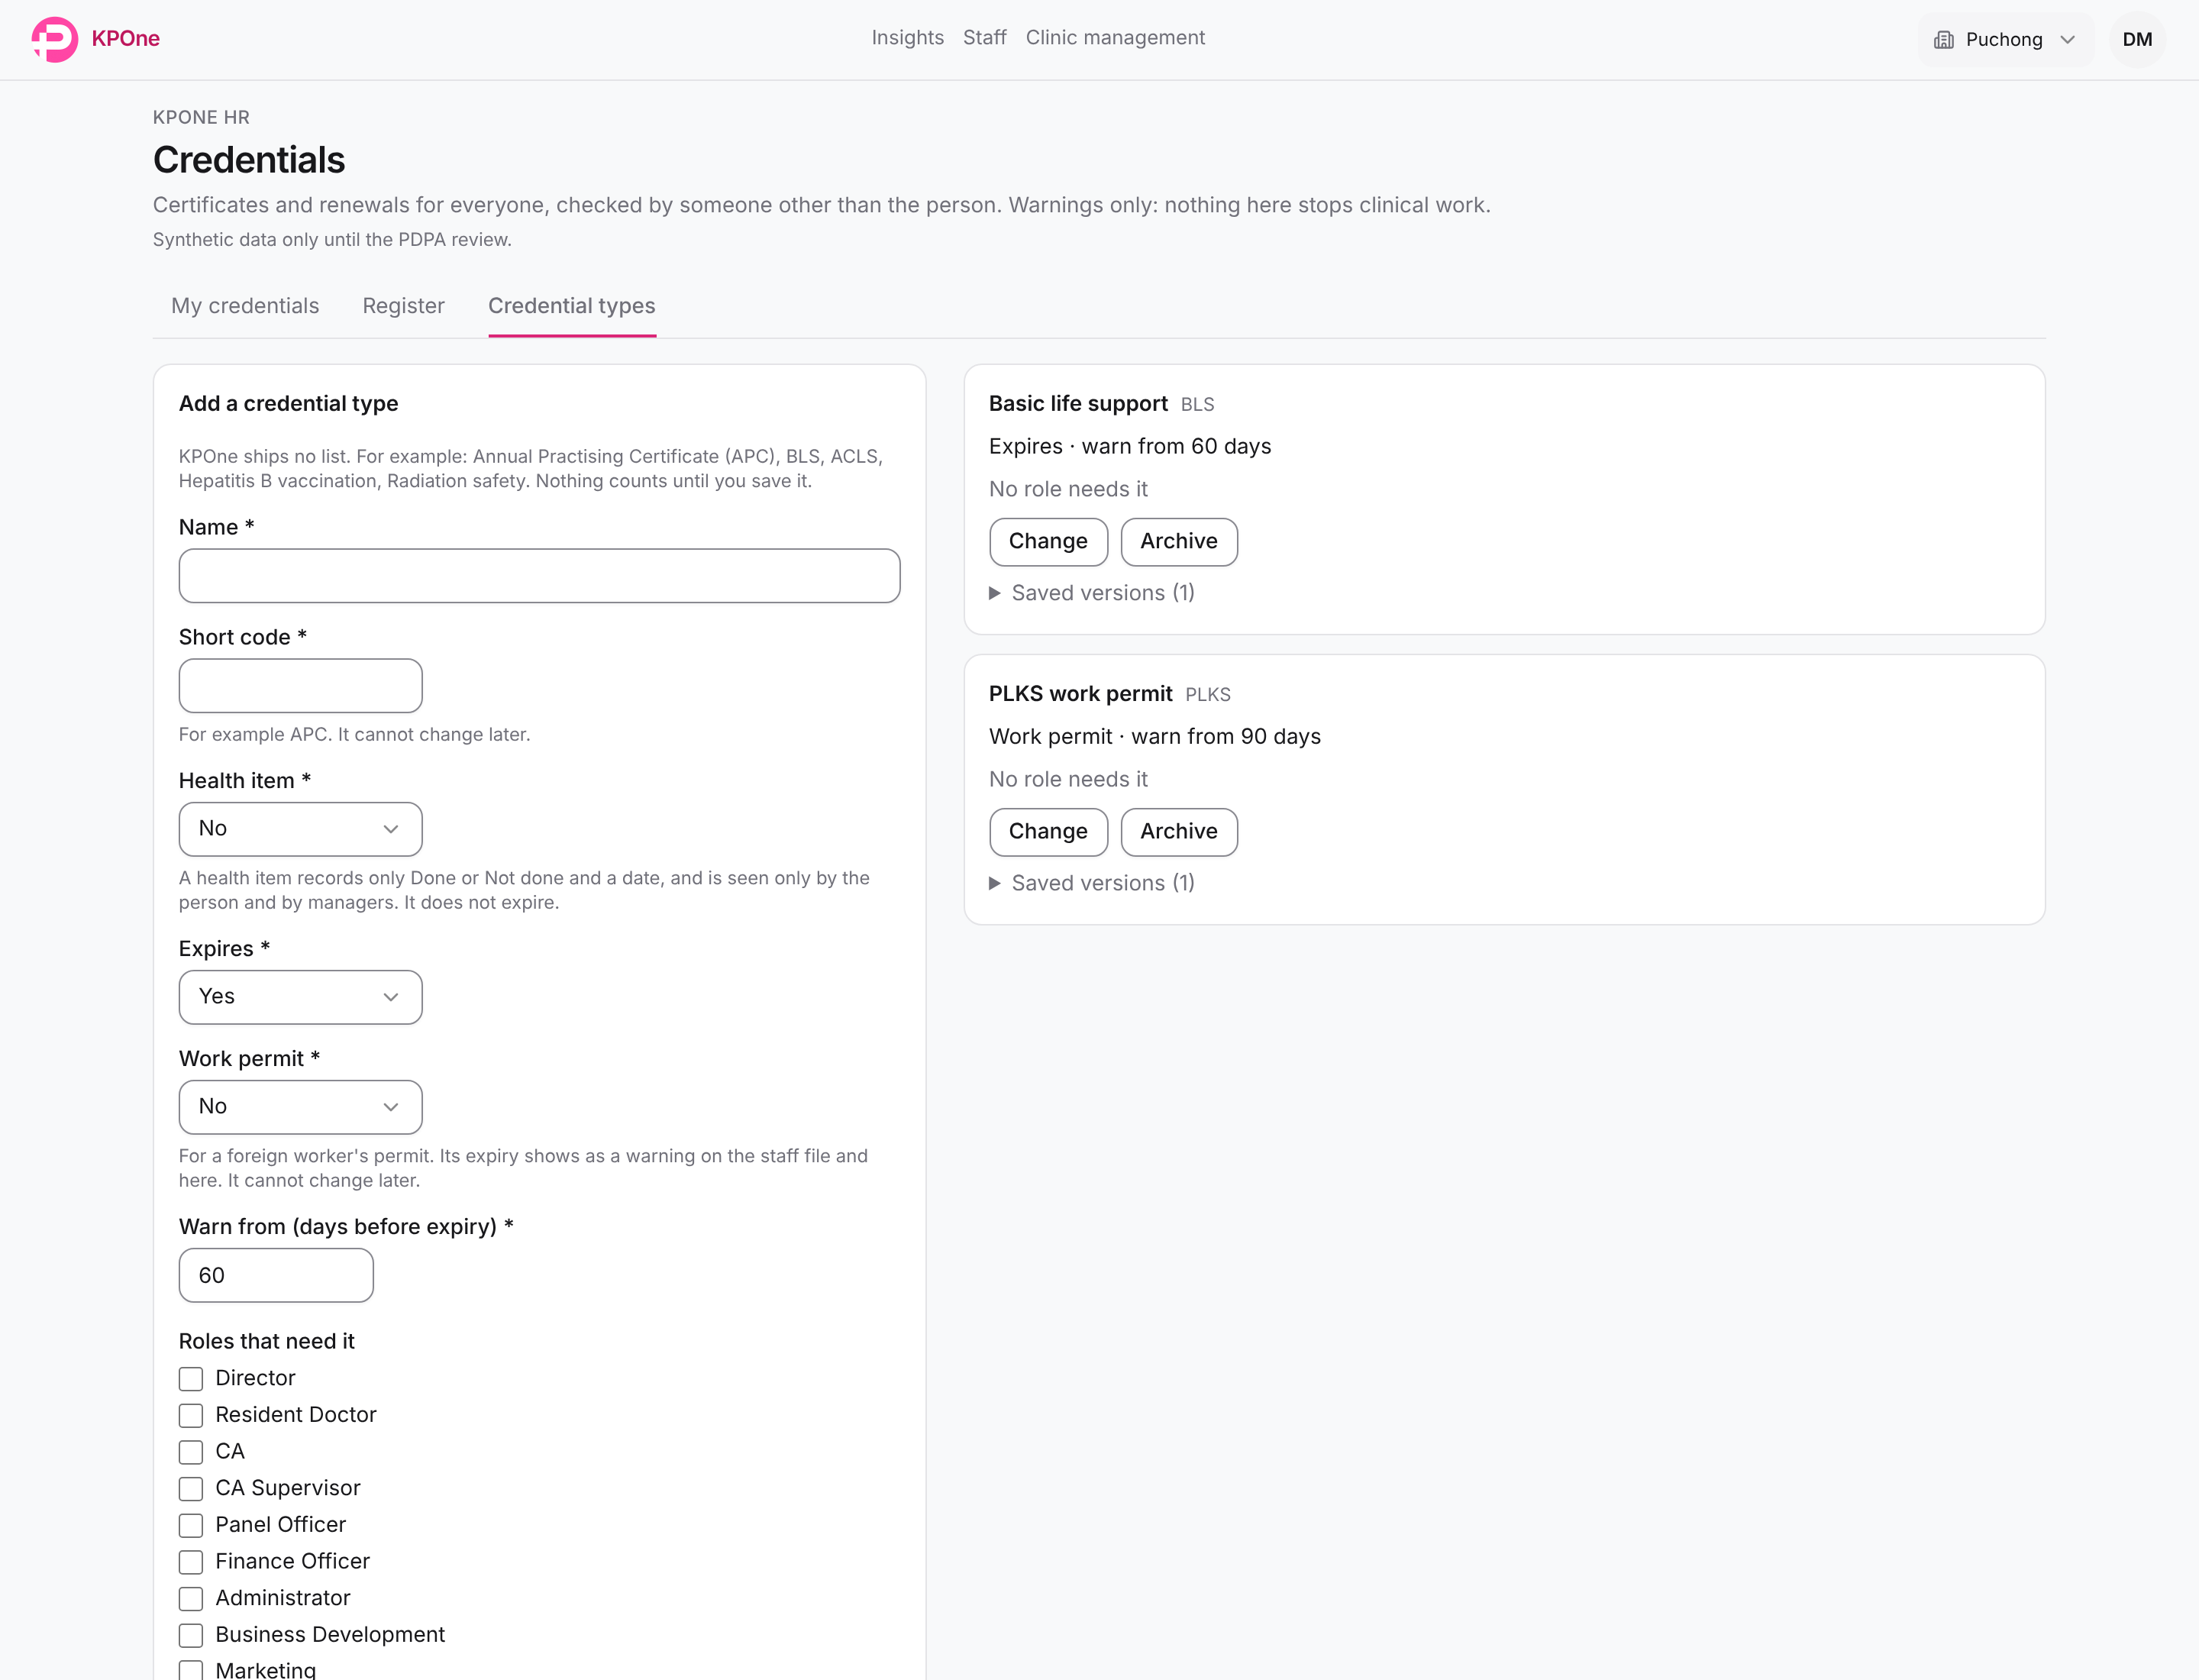 KPOne
Insights Staff Clinic management
Puchong
DM
KPONE HR
Credentials
Certificates and renewals for everyone, checked by someone other than the person. Warnings only: nothing here stops clinical work.
Synthetic data only until the PDPA review.
My credentials Register Credential types
Add a credential type
KPOne ships no list. For example: Annual Practising Certificate (APC), BLS, ACLS,
Hepatitis B vaccination, Radiation safety. Nothing counts until you save it.
Name *
Short code *
For example APC. It cannot change later.
Health item *
No
A health item records only Done or Not done and a date, and is seen only by the
person and by managers. It does not expire.
Expires *
Yes
Work permit *
No
For a foreign worker's permit. Its expiry shows as a warning on the staff file and
here. It cannot change later.
Warn from (days before expiry) *
60
Roles that need it
Director
Resident Doctor
CA
CA Supervisor
Panel Officer
Finance Officer
Administrator
Business Development
Marketing
Basic life support BLS
Expires · warn from 60 days
No role needs it
Change Archive
Saved versions (1)
PLKS work permit PLKS
Work permit · warn from 90 days
No role needs it
Change Archive
Saved versions (1)